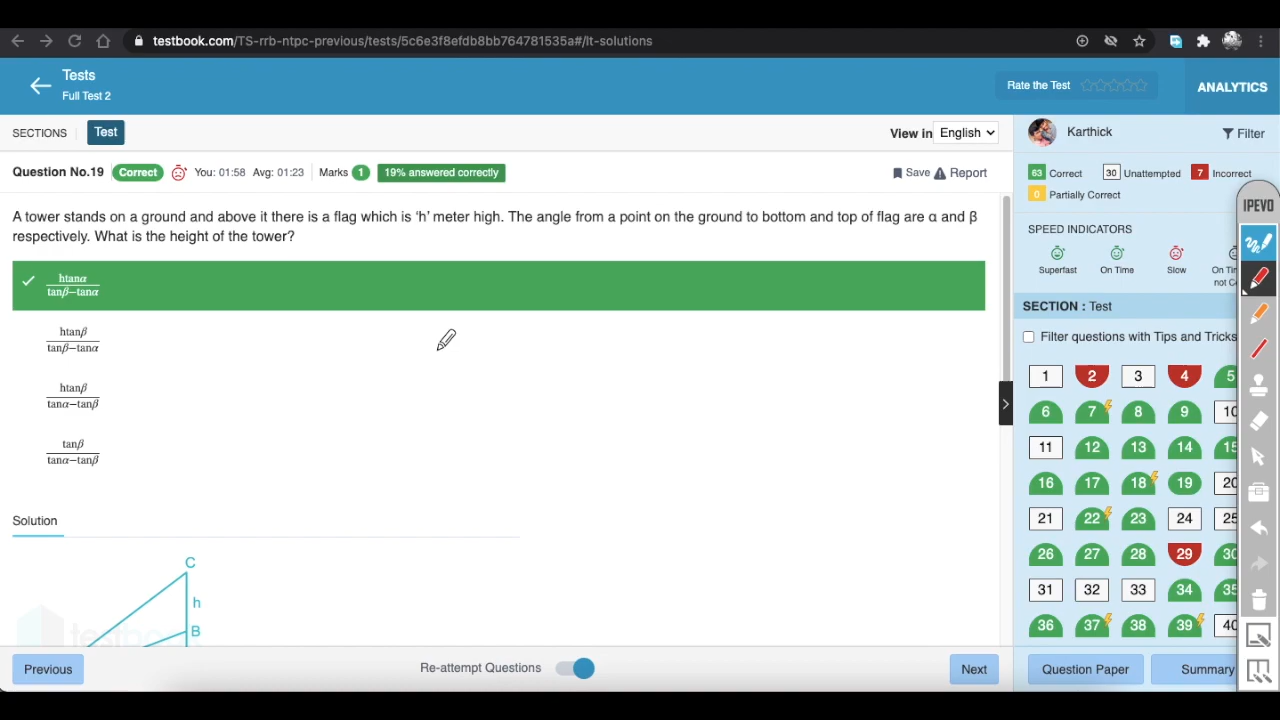 testbook.com/TS-rrb-ntpc-previous/tests/5c6e3f8efdb8bb764781535a#/lt-solutions
Tests
Full Test 2
Rate the Test
ANALYTICS
SECTIONS Test
View in English
Karthick
Filter
Question No.19 Correct You: 01:58 Avg: 01:23 Marks 1 19% answered correctly
Save Report
63 Correct 30 Unattempted 7 Incorrect
0 Partially Correct
IPEVO
A tower stands on a ground and above it there is a flag which is ‘h’ meter high. The angle from a point on the ground to bottom and top of flag are α and β
respectively. What is the height of the tower?
SPEED INDICATORS
Superfast On Time Slow
not
htanα
tanβ−tanα
htanβ
tanβ−tanα
htanβ
tanα−tanβ
tanβ
tanα−tanβ
SECTION : Test
Filter questions with Tips and Tricks
1 2 3 4 5
6 7 8 9 10
11 12 13 14 15
16 17 18 19 20
21 22 23 24 25
26 27 28 29 30
31 32 33 34 35
36 37 38 39 40
Solution
C
h
B
Previous
Re-attempt Questions
Next
Question Paper
Summary